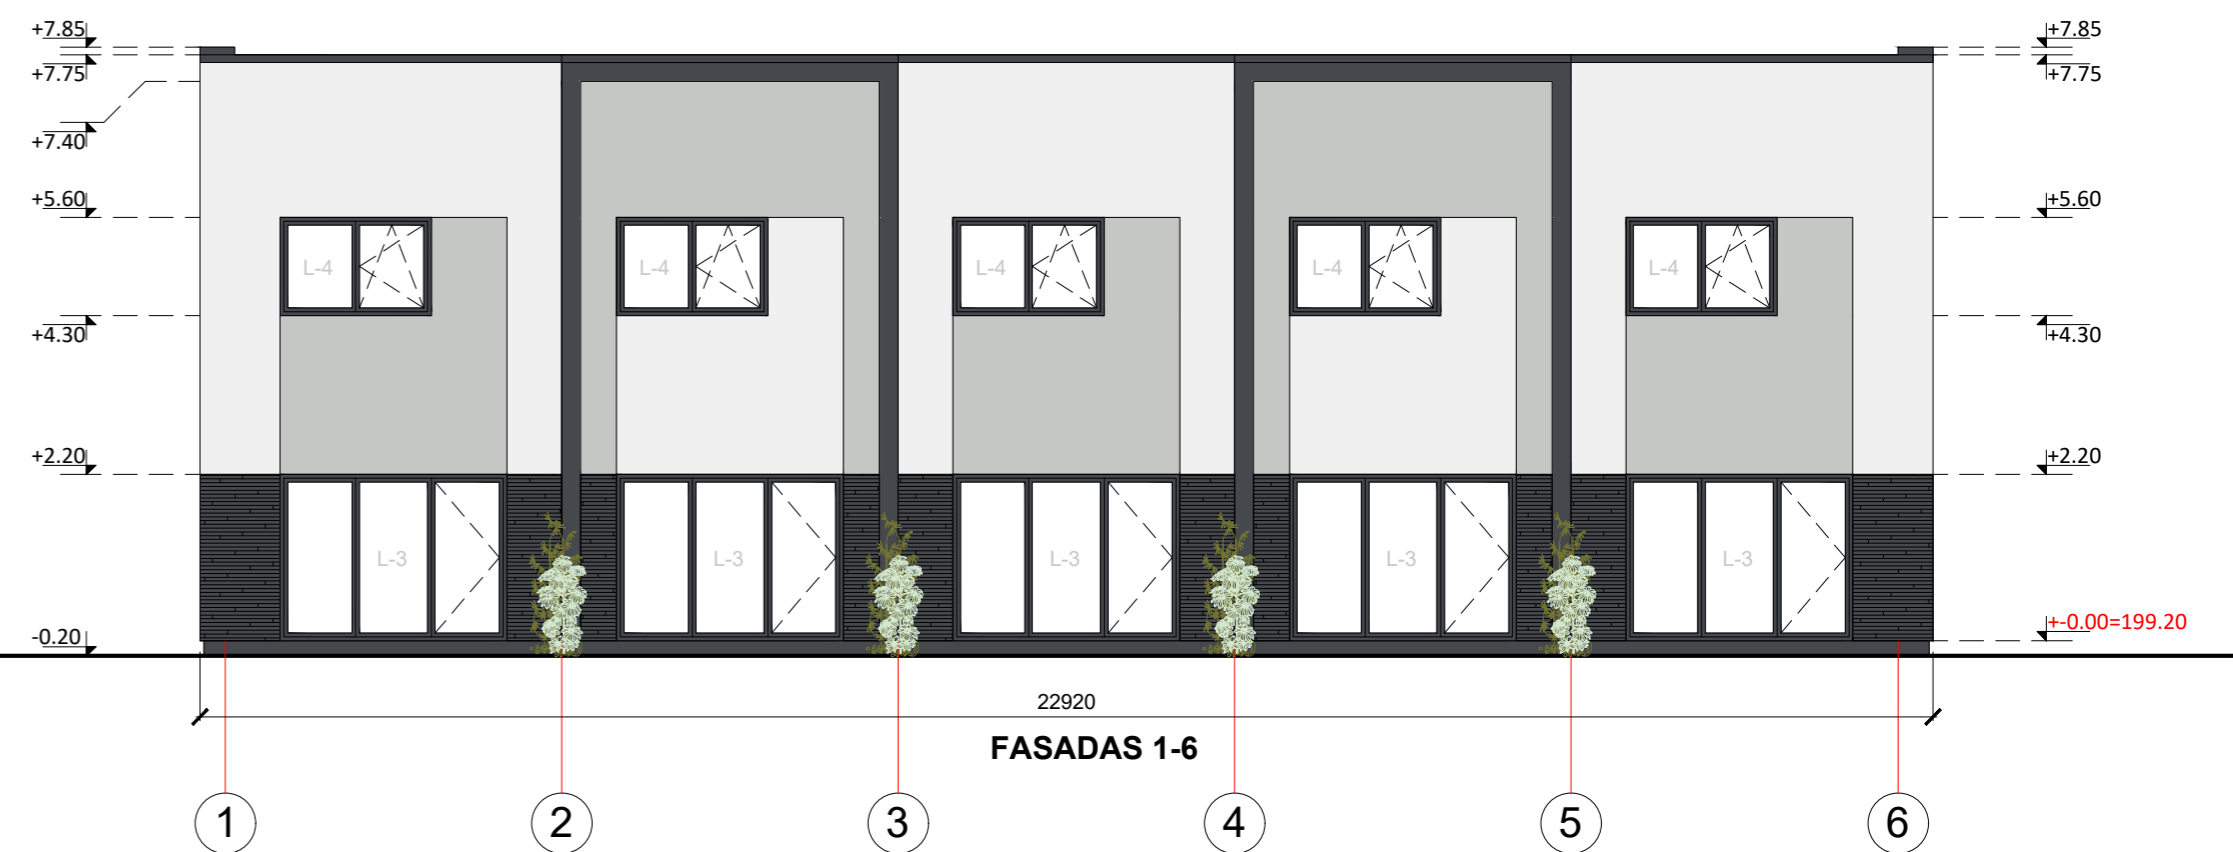 +7.85
+7.85
+7.75
+7.75
+7.40
+5.60
+5.60
L-4
L-4
L-4
L-4
L-4
+4.30
+4.30
+2.20
+2.20
L-3
L-3
L-3
L-3
L-3
-0.20
+-0.00=199.20
22920
FASADAS 1-6
1
2
3
4
5
6